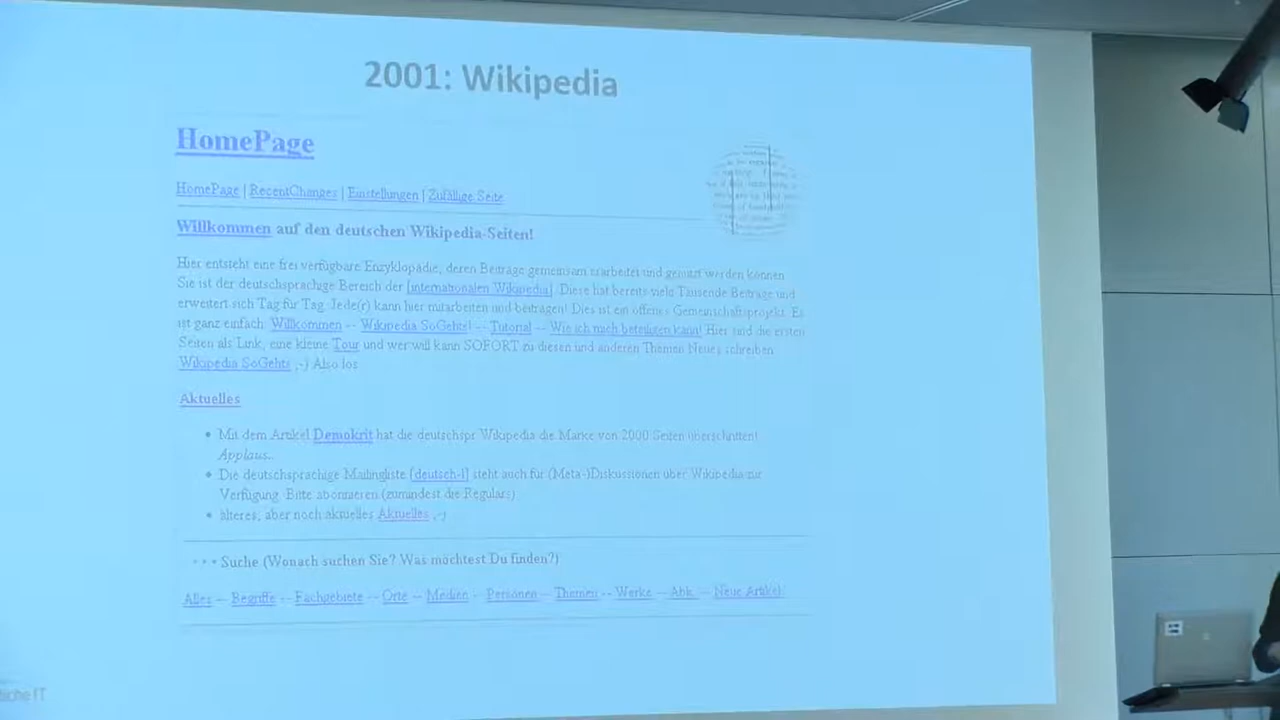 2001: Wikipedia
HomePage
HomePage | RecentChanges | Einstellungen | Zufällige Seite
Willkommen auf den deutschen Wikipedia-Seiten!
Hier entsteht eine frei verfügbare Enzyklopädie, deren Beiträge gemeinsam erarbeitet und genutzt werden können
Sie ist der deutschsprachige Bereich der [internationalen Wikipedia]. Diese hat bereits viele Tausende Beiträge und
erweitert sich Tag für Tag. Jede(r) kann hier mitarbeiten und beitragen! Dies ist ein offenes Gemeinschaftsprojekt. Es
ist ganz einfach: Willkommen -- Wikipedia SoGehts! -- Tutorial -- Wie ich mich beteiligen kann! Hier sind die ersten
Seiten als Link, eine kleine Tour und wer will kann SOFORT zu diesen und anderen Themen Neues schreiben
Wikipedia SoGehts ;-) Also los
Aktuelles
• Mit dem Artikel Demokrit hat die deutschspr Wikipedia die Marke von 2000 Seiten überschritten!
Applaus...
• Die deutschsprachige Mailingliste [deutsch-l] steht auch für (Meta-)Diskussionen über Wikipedia zur
Verfügung. Bitte abonnieren (zumindest die Regulars)
• älteres, aber noch aktuelles Aktuelles ;-)
• • • Suche (Wonach suchen Sie? Was möchtest Du finden?)
Alles -- Begriffe -- Fachgebiete -- Orte -- Medien -- Personen -- Themen -- Werke -- Abk. -- Neue Artikel